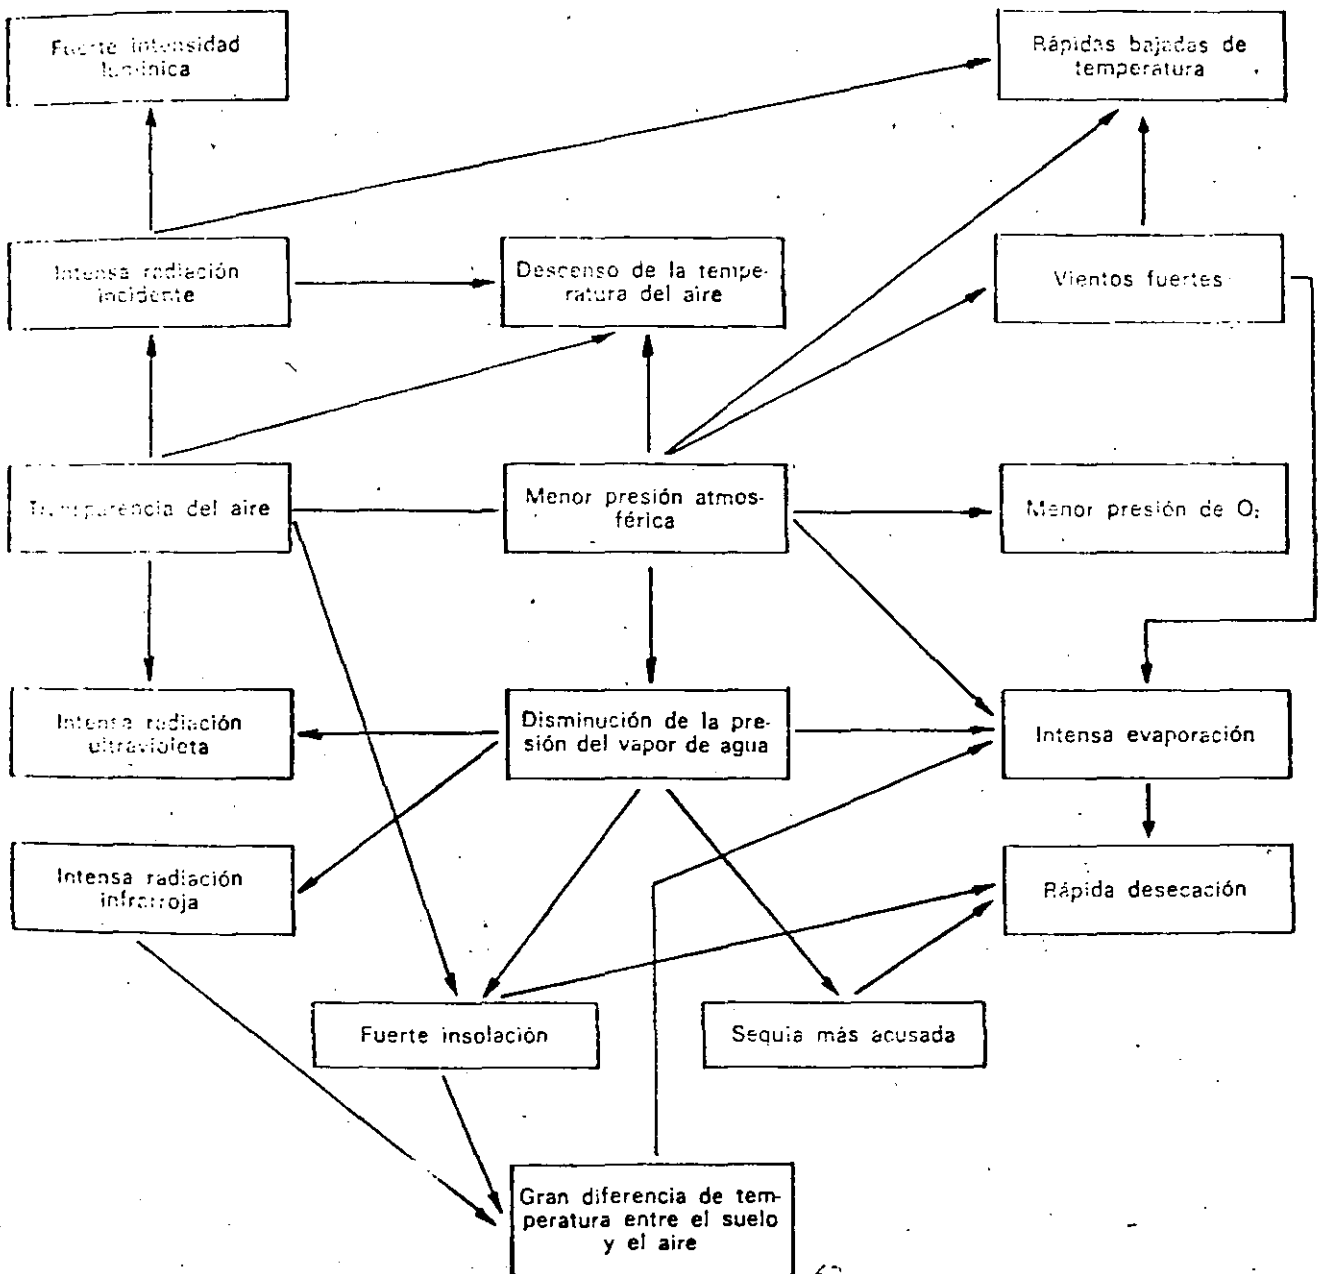 Fuerte intensidad
lumínica
Rápidas bajadas de
temperatura
Intensa radiación
incidente
Descenso de la tempe-
ratura del aire
Vientos fuertes
Transparencia del aire
Menor presión atmos-
férica
Menor presión de O₂
Intensa radiación
ultravioleta
Disminución de la pre-
sión del vapor de agua
Intensa evaporación
Intensa radiación
infrarroja
Rápida desecación
Fuerte insolación
Sequía más acusada
Gran diferencia de tem-
peratura entre el suelo
y el aire